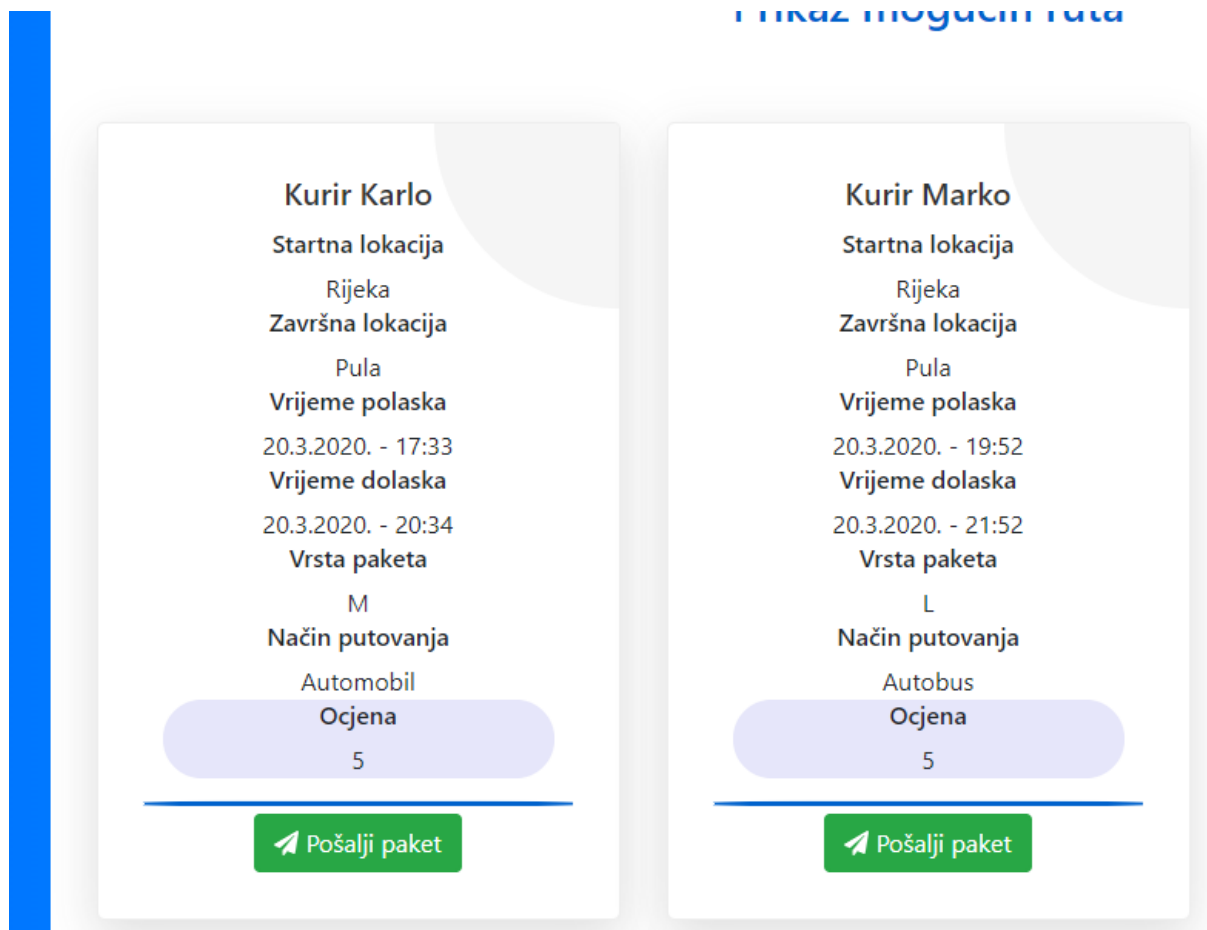 Prikaz mogućih ruta
Kurir Karlo
Startna lokacija
Rijeka
Završna lokacija
Pula
Vrijeme polaska
20.3.2020. - 17:33
Vrijeme dolaska
20.3.2020. - 20:34
Vrsta paketa
M
Način putovanja
Automobil
Ocjena
5
Pošalji paket
Kurir Marko
Startna lokacija
Rijeka
Završna lokacija
Pula
Vrijeme polaska
20.3.2020. - 19:52
Vrijeme dolaska
20.3.2020. - 21:52
Vrsta paketa
L
Način putovanja
Autobus
Ocjena
5
Pošalji paket